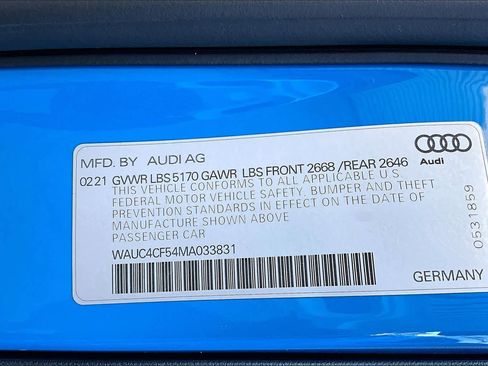 MFD. BY AUDI AG
Audi
02 21 GVWR LBS 5170 GAWR LBS FRONT 2668 /REAR 2646
THIS VEHICLE CONFORMS TO ALL APPLICABLE U.S.
FEDERAL MOTOR VEHICLE SAFETY, BUMPER, AND THEFT
PREVENTION STANDARDS IN EFFECT ON THE DATE OF
MANUFACTURE SHOWN ABOVE
PASSENGER CAR
WAUC4CF54MA033831
0531859
GERMANY